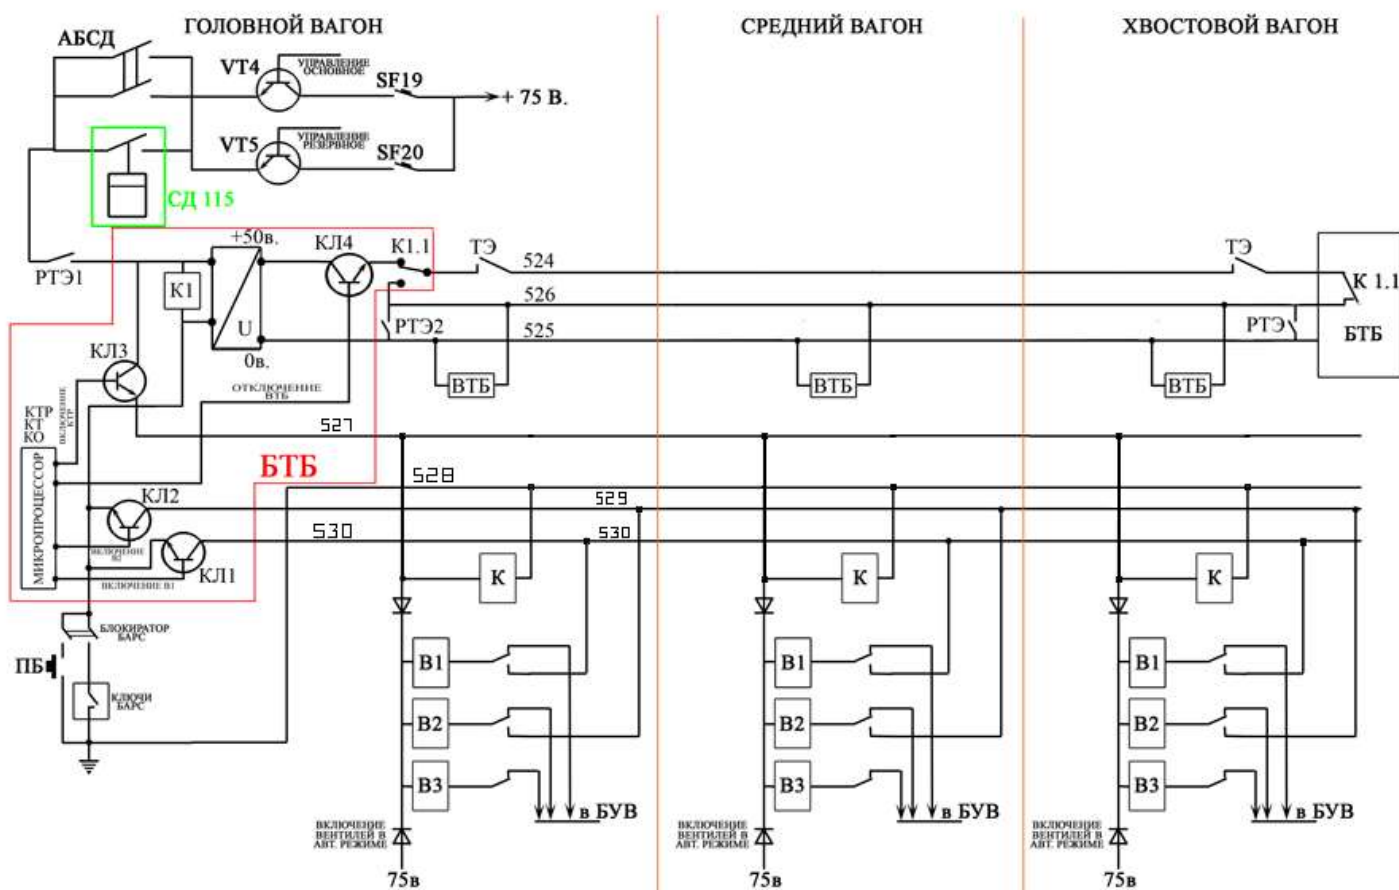 ГОЛОВНОЙ ВАГОН
СРЕДНИЙ ВАГОН
ХВОСТОВОЙ ВАГОН
АБСД
VT4
УПРАВЛЕНИЕ
ОСНОВНОЕ
SF19
+ 75 В.
VT5
УПРАВЛЕНИЕ
РЕЗЕРВНОЕ
SF20
СД 115
+50в.
КЛ4
К1.1
ТЭ
524
ТЭ
РТЭ1
К1
526
К 1.1
U
РТЭ2
525
РТЭ
БТБ
КЛ3
0в.
ВТБ
ВТБ
ВТБ
ОТКЛЮЧЕНИЕ
ВТБ
КТР
КТ
КО
ВКЛЮЧЕНИЕ
КТР
527
БТБ
528
МИКРОПРОЦЕССОР
КЛ2
529
530
530
ВКЛЮЧЕНИЕ
В2
КЛ1
ВКЛЮЧЕНИЕ В1
К
К
К
БЛОКИРАТОР
БАРС
ПБ
КЛЮЧИ
БАРС
В1
В1
В1
В2
В2
В2
В3
В3
В3
в БУВ
в БУВ
в БУВ
ВКЛЮЧЕНИЕ
ВЕНТИЛЕЙ В
АВТ. РЕЖИМЕ
ВКЛЮЧЕНИЕ
ВЕНТИЛЕЙ В
АВТ. РЕЖИМЕ
ВКЛЮЧЕНИЕ
ВЕНТИЛЕЙ В
АВТ. РЕЖИМЕ
75в
75в
75в